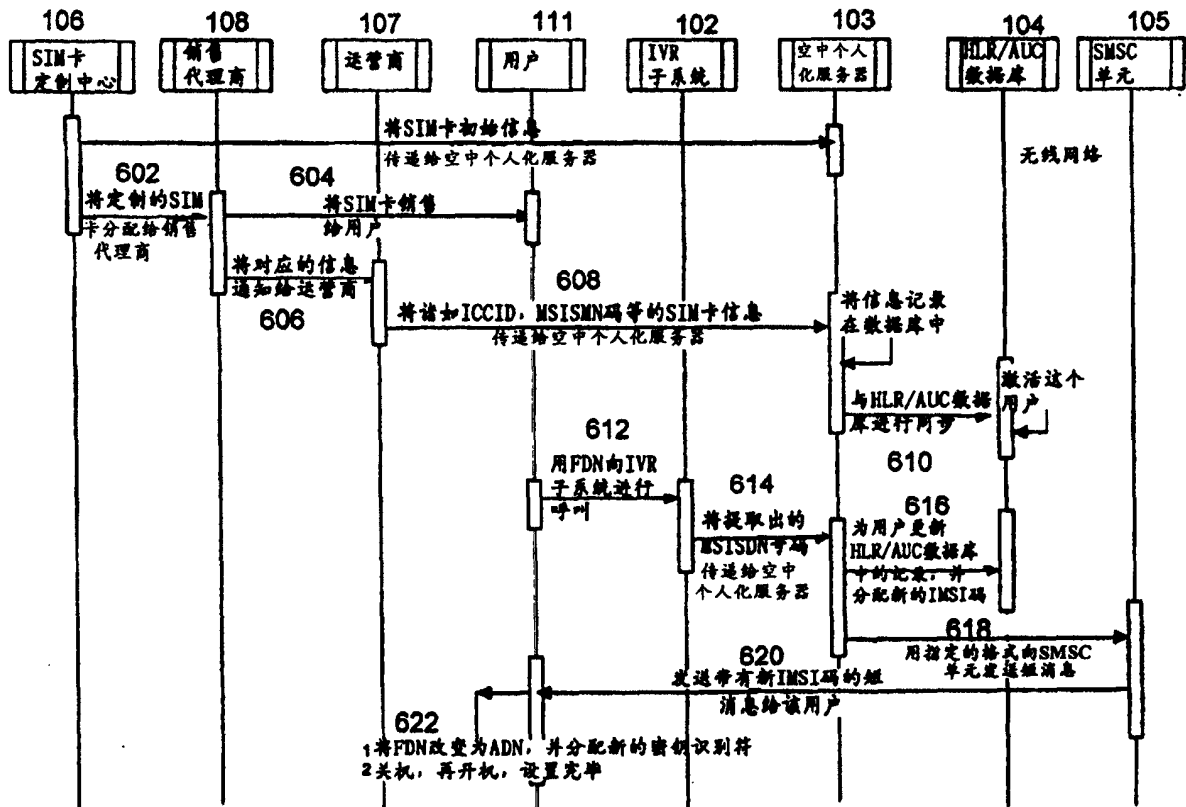 106 108 107 111 102 103 104 105
SIM卡
定制中心
销售
代理商
运营商
用户
IVR
子系统
空中个人
化服务器
HLR/AUC
数据库
SMSC
单元
将SIM卡初始信息
传递给空中个人化服务器
无线网络
602
将定制的SIM
卡分配给销售
代理商
604
将SIM卡销售
给用户
将对应的信息
通知给运营商
606
608
将诸如ICCID, MSISMN码等的SIM卡信息
传递给空中个人化服务器
将信息记录
在数据库中
激活这个
用户
与HLR/AUC数据
库进行同步
610
612
用FDN向IVR
子系统进行
呼叫
614
将提取出的
MSISDN号码
传递给空中
个人化服务器
616
为用户更新
HLR/AUC数据库
中的记录, 并
分配新的IMSI码
618
用指定的格式向SMSC
单元发送短消息
620
发送带有新IMSI码的短
消息给该用户
622
1将FDN改变为ADN, 并分配新的密钥识别符
2关机, 再开机, 设置完毕